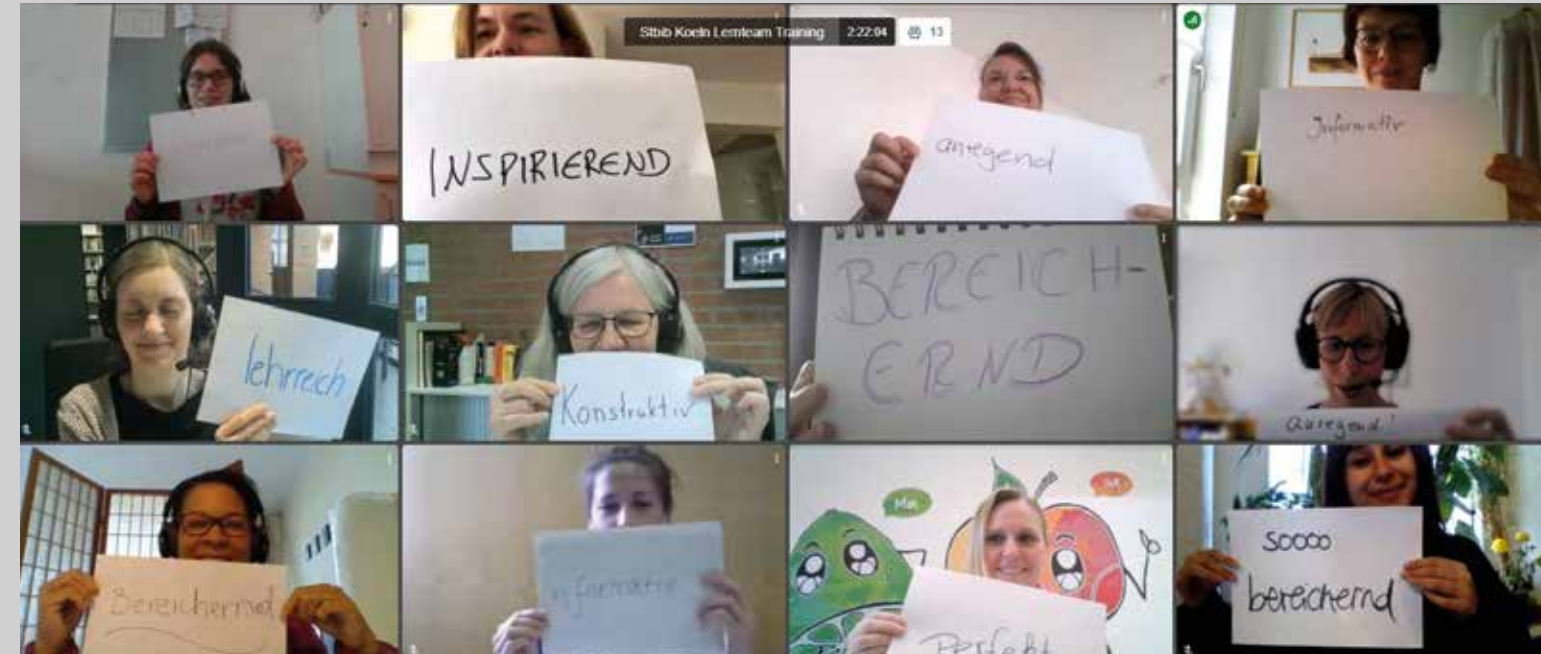 Stbib Koeln Lernteam Training 2:22:04 13
INSPIRIEREND
anregend
Informativ
lehrreich
Konstruktiv
BEREICH-
ERND
anregend!
Bereichernd
informativ
Perfekt
soooo
bereichernd